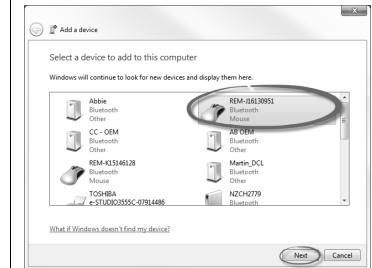 Add a device
Select a device to add to this computer
Windows will continue to look for new devices and display them here.
Abbie
Bluetooth
Other
REM-J16130951
Bluetooth
Mouse
CC - OEM
Bluetooth
Other
AB OEM
Bluetooth
Other
REM-K15146128
Bluetooth
Mouse
Martin_DCL
Bluetooth
Other
TOSHIBA
e-STUDIO3555C-07914486
NZCH2779
Bluetooth
What if Windows doesn't find my device?
Next
Cancel